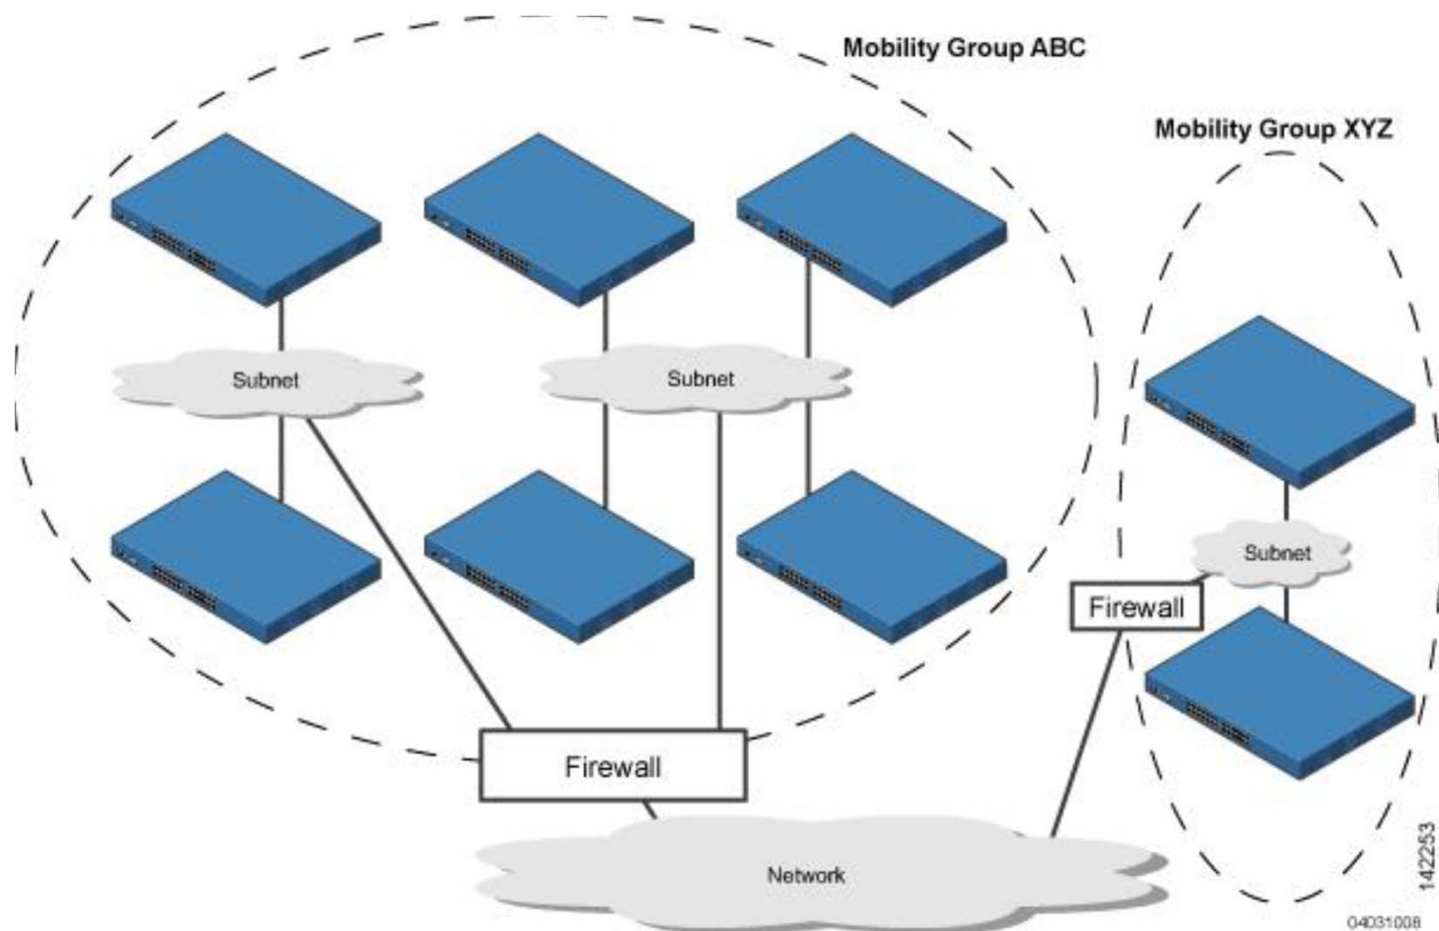 Mobility Group ABC
Mobility Group XYZ
Subnet
Subnet
Subnet
Firewall
Firewall
Network
142253
04031008